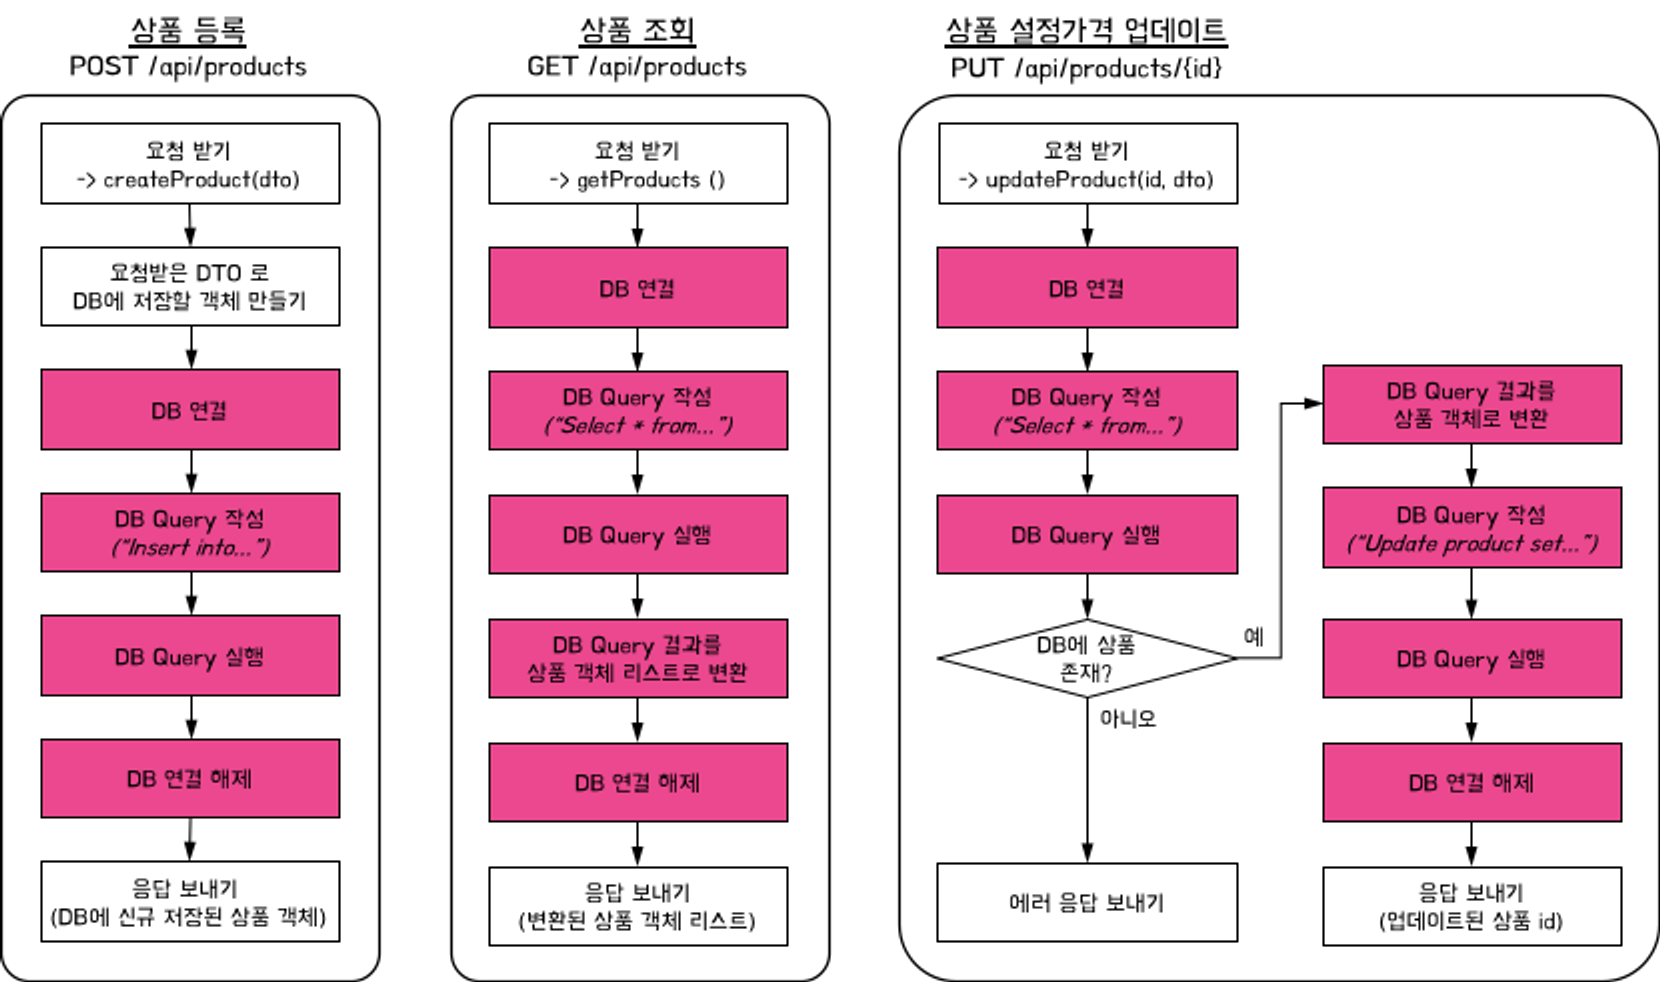 상품 등록
POST /api/products
요청 받기
-> createProduct(dto)
요청받은 DTO 로
DB에 저장할 객체 만들기
DB 연결
DB Query 작성
("Insert into...")
DB Query 실행
DB 연결 해제
응답 보내기
(DB에 신규 저장된 상품 객체)
상품 조회
GET /api/products
요청 받기
-> getProducts ()
DB 연결
DB Query 작성
("Select * from...")
DB Query 실행
DB Query 결과를
상품 객체 리스트로 변환
DB 연결 해제
응답 보내기
(변환된 상품 객체 리스트)
상품 설정가격 업데이트
PUT /api/products/{id}
요청 받기
-> updateProduct(id, dto)
DB 연결
DB Query 작성
("Select * from...")
DB Query 실행
DB에 상품
존재?
예
아니오
에러 응답 보내기
DB Query 결과를
상품 객체로 변환
DB Query 작성
("Update product set...")
DB Query 실행
DB 연결 해제
응답 보내기
(업데이트된 상품 id)